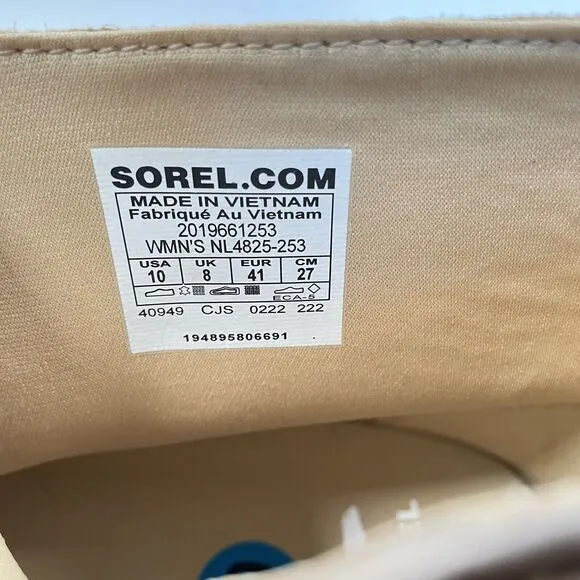 SOREL.COM
MADE IN VIETNAM
Fabriqué Au Vietnam
2019661253
WMN'S NL4825-253
USA UK EUR CM
10 8 41 27
ECA-5
40949 CJS 0222 222
194895806691